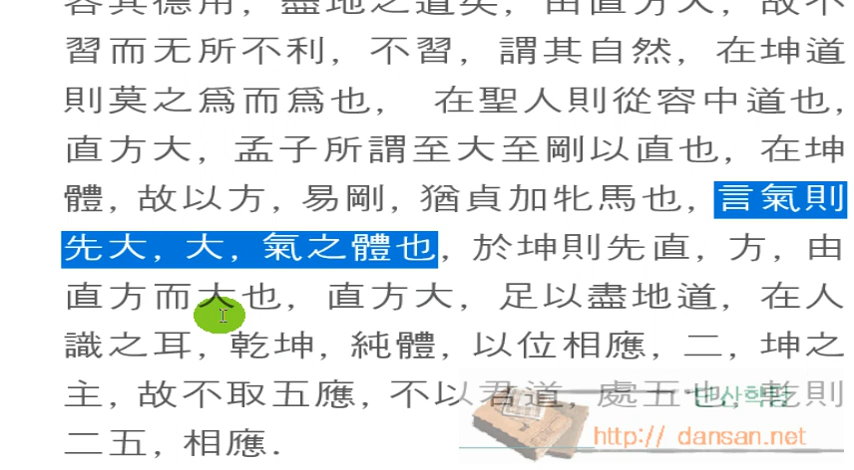 容其德用, 盡地之道矣, 由直方大, 故不
習而无所不利, 不習, 謂其自然, 在坤道
則莫之爲而爲也, 在聖人則從容中道也,
直方大, 孟子所謂至大至剛以直也, 在坤
體, 故以方, 易剛, 猶貞加牝馬也, 言氣則
先大, 大, 氣之體也, 於坤則先直, 方, 由
直方而大也, 直方大, 足以盡地道, 在人
識之耳, 乾坤, 純體, 以位相應, 二, 坤之
主, 故不取五應, 不以君道, 處五也, 乾則
二五, 相應.
http:// dansan.net